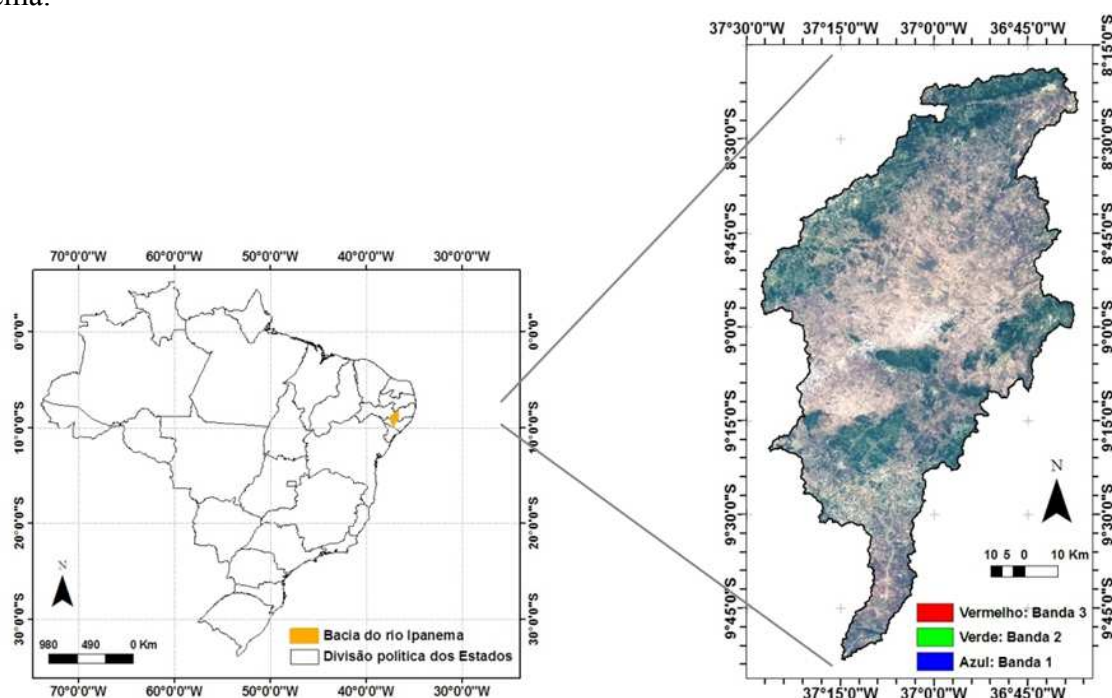 ema.
37°30'0"W 37°15'0"W 37°0'0"W 36°45'0"W
8°15'0"S
8°30'0"S 8°30'0"S
8°45'0"S 8°45'0"S
9°0'0"S 9°0'0"S
9°15'0"S 9°15'0"S
9°30'0"S 9°30'0"S
9°45'0"S 9°45'0"S
N
10 5 0 10 Km
Vermelho: Banda 3
Verde: Banda 2
Azul: Banda 1
37°15'0"W 37°0'0"W 36°45'0"W
70°0'0"W 60°0'0"W 50°0'0"W 40°0'0"W 30°0'0"W
0°0'0" 0°0'0"
10°0'0"S 10°0'0"S
20°0'0"S 20°0'0"S
30°0'0"S 30°0'0"S
N
980 490 0 Km
Bacia do rio Ipanema
Divisão política dos Estados
70°0'0"W 60°0'0"W 50°0'0"W 40°0'0"W 30°0'0"W